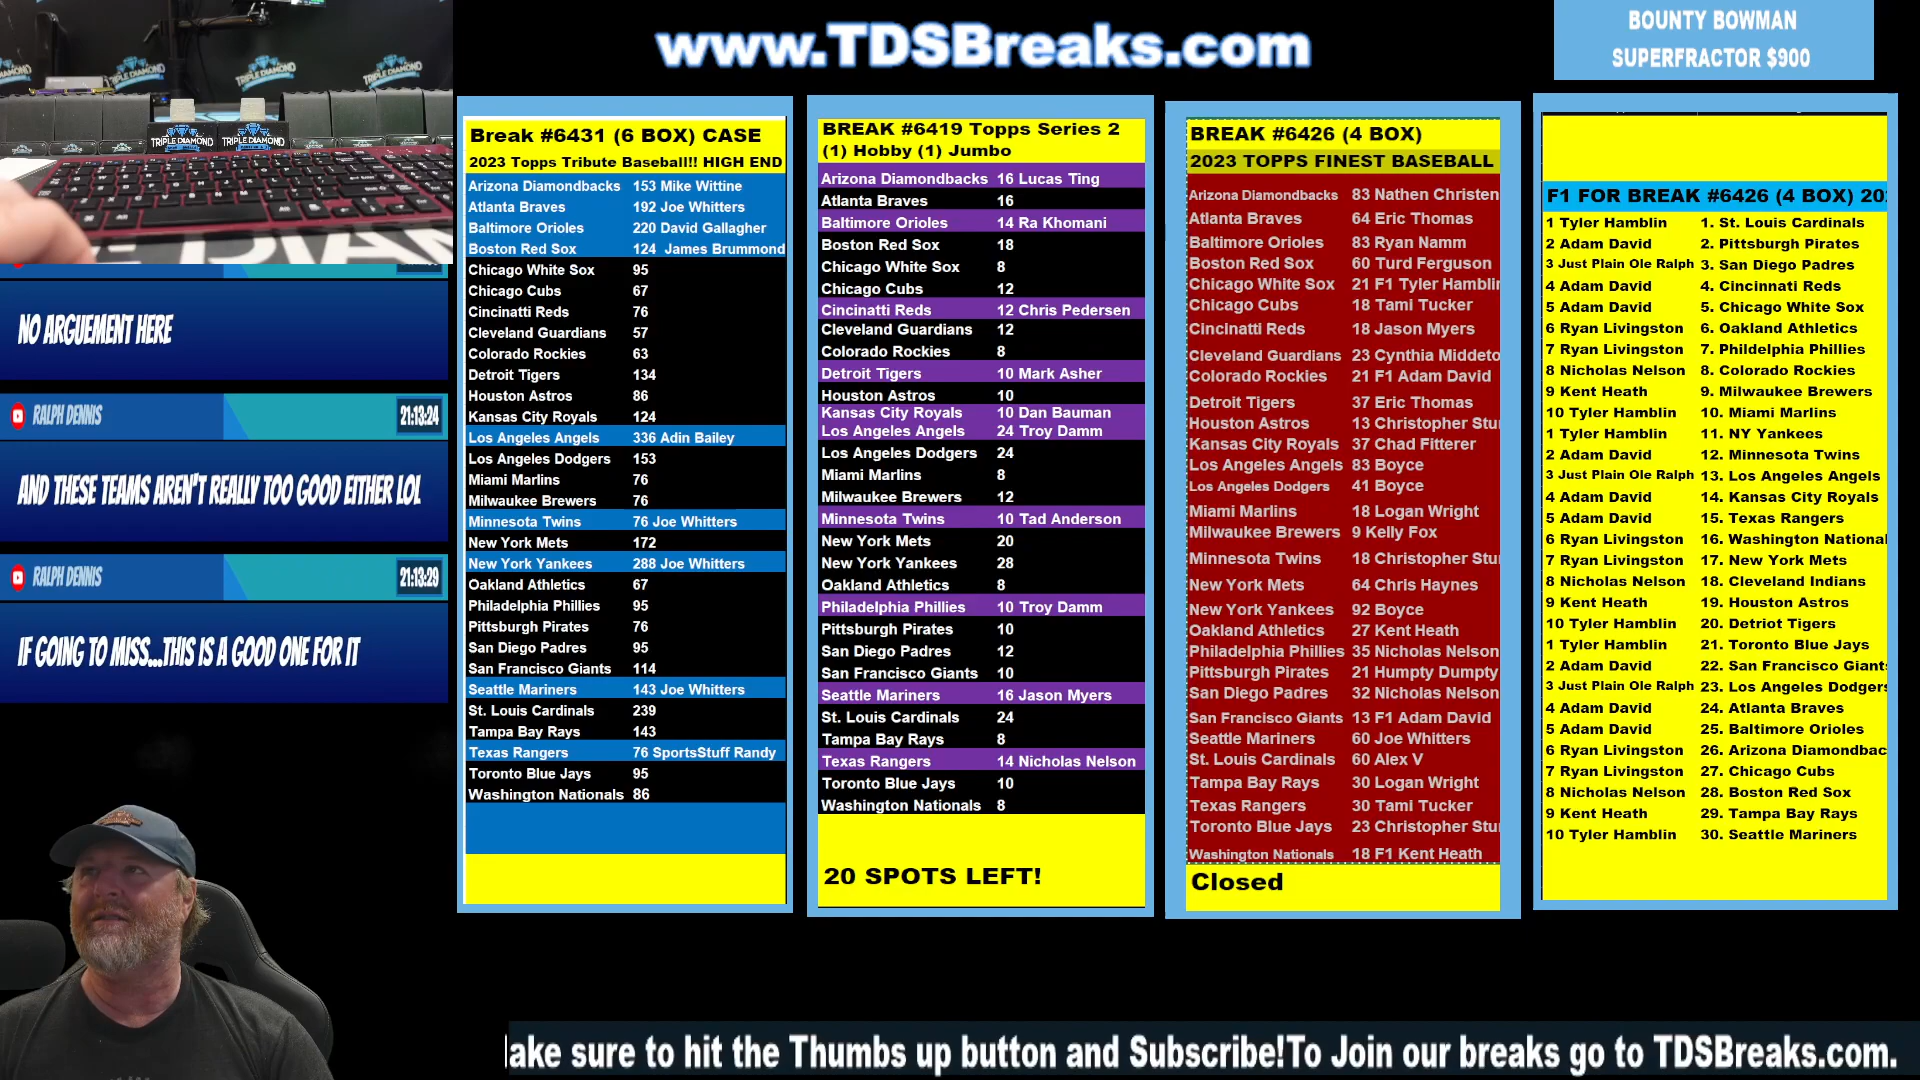 www.TDSBreaks.com
BOUNTY BOWMAN
SUPERFRACTOR $900
TRIPLE DIAMOND
TRIPLE DIAMOND
TRIPLE DIAMOND
TRIPLE DIAMOND
TRIPLE DIAMOND
NO ARGUEMENT HERE
RALPH DENNIS 21:13:24
AND THESE TEAMS AREN'T REALLY TOO GOOD EITHER LOL
RALPH DENNIS 21:13:29
IF GOING TO MISS...THIS IS A GOOD ONE FOR IT
Break #6431 (6 BOX) CASE
2023 Topps Tribute Baseball!! HIGH END
Arizona Diamondbacks 153 Mike Wittine
Atlanta Braves 192 Joe Whitters
Baltimore Orioles 220 David Gallagher
Boston Red Sox 124 James Brummond
Chicago White Sox 95
Chicago Cubs 67
Cincinatti Reds 76
Cleveland Guardians 57
Colorado Rockies 63
Detroit Tigers 134
Houston Astros 86
Kansas City Royals 124
Los Angeles Angels 336 Adin Bailey
Los Angeles Dodgers 153
Miami Marlins 76
Milwaukee Brewers 76
Minnesota Twins 76 Joe Whitters
New York Mets 172
New York Yankees 288 Joe Whitters
Oakland Athletics 67
Philadelphia Phillies 95
Pittsburgh Pirates 76
San Diego Padres 95
San Francisco Giants 114
Seattle Mariners 143 Joe Whitters
St. Louis Cardinals 239
Tampa Bay Rays 143
Texas Rangers 76 SportsStuff Randy
Toronto Blue Jays 95
Washington Nationals 86
BREAK #6419 Topps Series 2
(1) Hobby (1) Jumbo
Arizona Diamondbacks 16 Lucas Ting
Atlanta Braves 16
Baltimore Orioles 14 Ra Khomani
Boston Red Sox 18
Chicago White Sox 8
Chicago Cubs 12
Cincinatti Reds 12 Chris Pedersen
Cleveland Guardians 12
Colorado Rockies 8
Detroit Tigers 10 Mark Asher
Houston Astros 10
Kansas City Royals 10 Dan Bauman
Los Angeles Angels 24 Troy Damm
Los Angeles Dodgers 24
Miami Marlins 8
Milwaukee Brewers 12
Minnesota Twins 10 Tad Anderson
New York Mets 20
New York Yankees 28
Oakland Athletics 8
Philadelphia Phillies 10 Troy Damm
Pittsburgh Pirates 10
San Diego Padres 12
San Francisco Giants 10
Seattle Mariners 16 Jason Myers
St. Louis Cardinals 24
Tampa Bay Rays 8
Texas Rangers 14 Nicholas Nelson
Toronto Blue Jays 10
Washington Nationals 8
20 SPOTS LEFT!
BREAK #6426 (4 BOX)
2023 TOPPS FINEST BASEBALL
Arizona Diamondbacks 83 Nathen Christen
Atlanta Braves 64 Eric Thomas
Baltimore Orioles 83 Ryan Namm
Boston Red Sox 60 Turd Ferguson
Chicago White Sox 21 F1 Tyler Hamblin
Chicago Cubs 18 Tami Tucker
Cincinatti Reds 18 Jason Myers
Cleveland Guardians 23 Cynthia Middeto
Colorado Rockies 21 F1 Adam David
Detroit Tigers 37 Eric Thomas
Houston Astros 13 Christopher Stu
Kansas City Royals 37 Chad Fitterer
Los Angeles Angels 83 Boyce
Los Angeles Dodgers 41 Boyce
Miami Marlins 18 Logan Wright
Milwaukee Brewers 9 Kelly Fox
Minnesota Twins 18 Christopher Stu
New York Mets 64 Chris Haynes
New York Yankees 92 Boyce
Oakland Athletics 27 Kent Heath
Philadelphia Phillies 35 Nicholas Nelson
Pittsburgh Pirates 21 Humpty Dumpty
San Diego Padres 32 Nicholas Nelson
San Francisco Giants 13 F1 Adam David
Seattle Mariners 60 Joe Whitters
St. Louis Cardinals 60 Alex V
Tampa Bay Rays 30 Logan Wright
Texas Rangers 30 Tami Tucker
Toronto Blue Jays 23 Christopher Stu
Washington Nationals 18 F1 Kent Heath
Closed
F1 FOR BREAK #6426 (4 BOX) 20
1 Tyler Hamblin 1. St. Louis Cardinals
2 Adam David 2. Pittsburgh Pirates
3 Just Plain Ole Ralph 3. San Diego Padres
4 Adam David 4. Cincinnati Reds
5 Adam David 5. Chicago White Sox
6 Ryan Livingston 6. Oakland Athletics
7 Ryan Livingston 7. Phildelphia Phillies
8 Nicholas Nelson 8. Colorado Rockies
9 Kent Heath 9. Milwaukee Brewers
10 Tyler Hamblin 10. Miami Marlins
1 Tyler Hamblin 11. NY Yankees
2 Adam David 12. Minnesota Twins
3 Just Plain Ole Ralph 13. Los Angeles Angels
4 Adam David 14. Kansas City Royals
5 Adam David 15. Texas Rangers
6 Ryan Livingston 16. Washington National
7 Ryan Livingston 17. New York Mets
8 Nicholas Nelson 18. Cleveland Indians
9 Kent Heath 19. Houston Astros
10 Tyler Hamblin 20. Detriot Tigers
1 Tyler Hamblin 21. Toronto Blue Jays
2 Adam David 22. San Francisco Giants
3 Just Plain Ole Ralph 23. Los Angeles Dodgers
4 Adam David 24. Atlanta Braves
5 Adam David 25. Baltimore Orioles
6 Ryan Livingston 26. Arizona Diamondbac
7 Ryan Livingston 27. Chicago Cubs
8 Nicholas Nelson 28. Boston Red Sox
9 Kent Heath 29. Tampa Bay Rays
10 Tyler Hamblin 30. Seattle Mariners
ake sure to hit the Thumbs up button and Subscribe!To Join our breaks go to TDSBreaks.com.